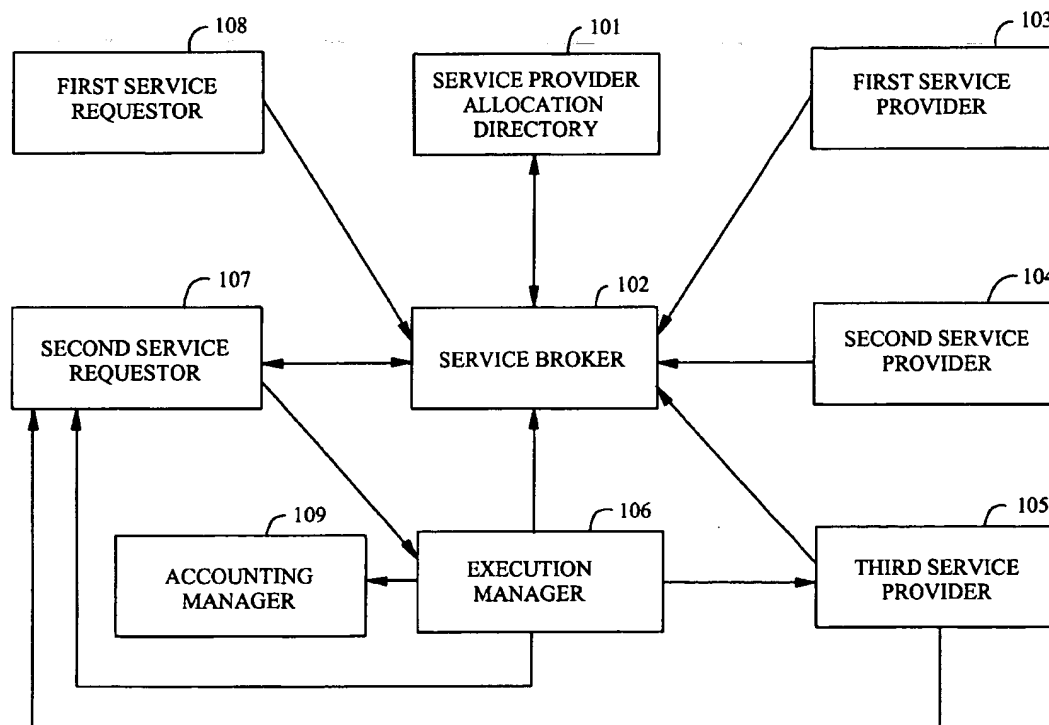 108
FIRST SERVICE
REQUESTOR
101
SERVICE PROVIDER
ALLOCATION
DIRECTORY
103
FIRST SERVICE
PROVIDER
107
SECOND SERVICE
REQUESTOR
102
SERVICE BROKER
104
SECOND SERVICE
PROVIDER
109
ACCOUNTING
MANAGER
106
EXECUTION
MANAGER
105
THIRD SERVICE
PROVIDER